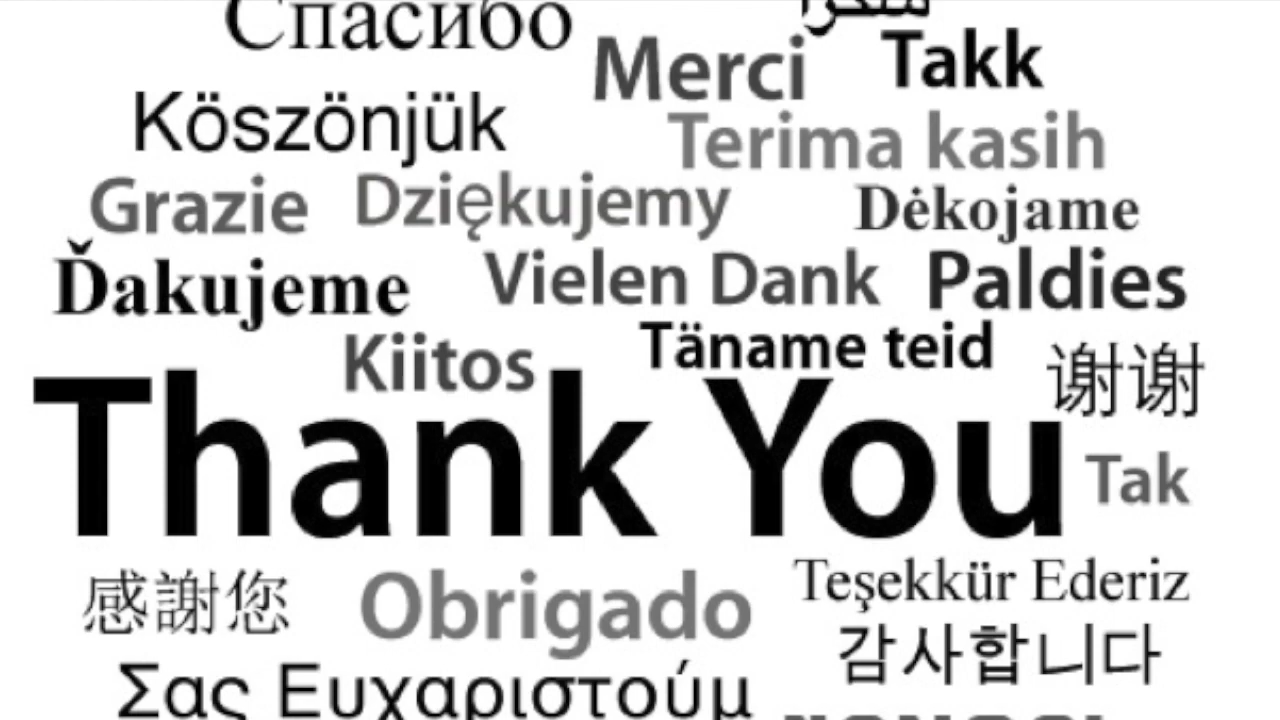 Спасибо
Merci
Takk
Köszönjük
Terima kasih
Grazie
Dziękujemy
Dėkojame
Ďakujeme
Vielen Dank
Paldies
Kiitos
Täname teid
谢谢
Thank You
Tak
感謝您
Obrigado
Teşekkür Ederiz
감사합니다
Σας Ευχαριστούμ